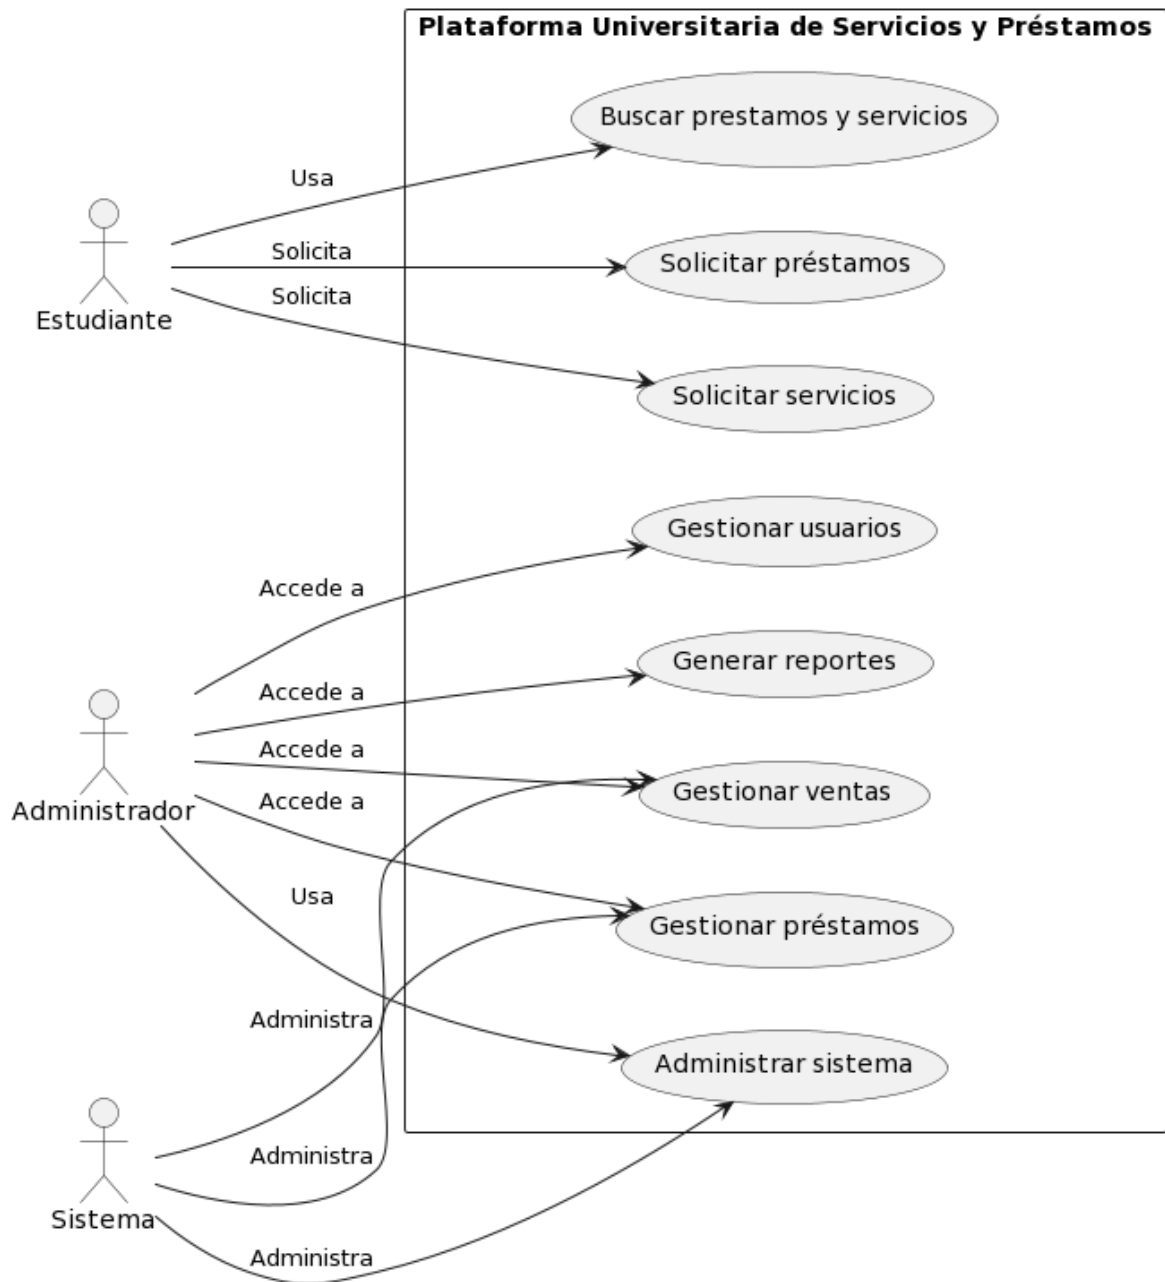 Plataforma Universitaria de Servicios y Préstamos
Buscar prestamos y servicios
Usa
Solicita
Solicitar préstamos
Solicita
Estudiante
Solicitar servicios
Gestionar usuarios
Accede a
Generar reportes
Accede a
Accede a
Gestionar ventas
Accede a
Administrador
Usa
Gestionar préstamos
Administra
Administrar sistema
Administra
Sistema
Administra